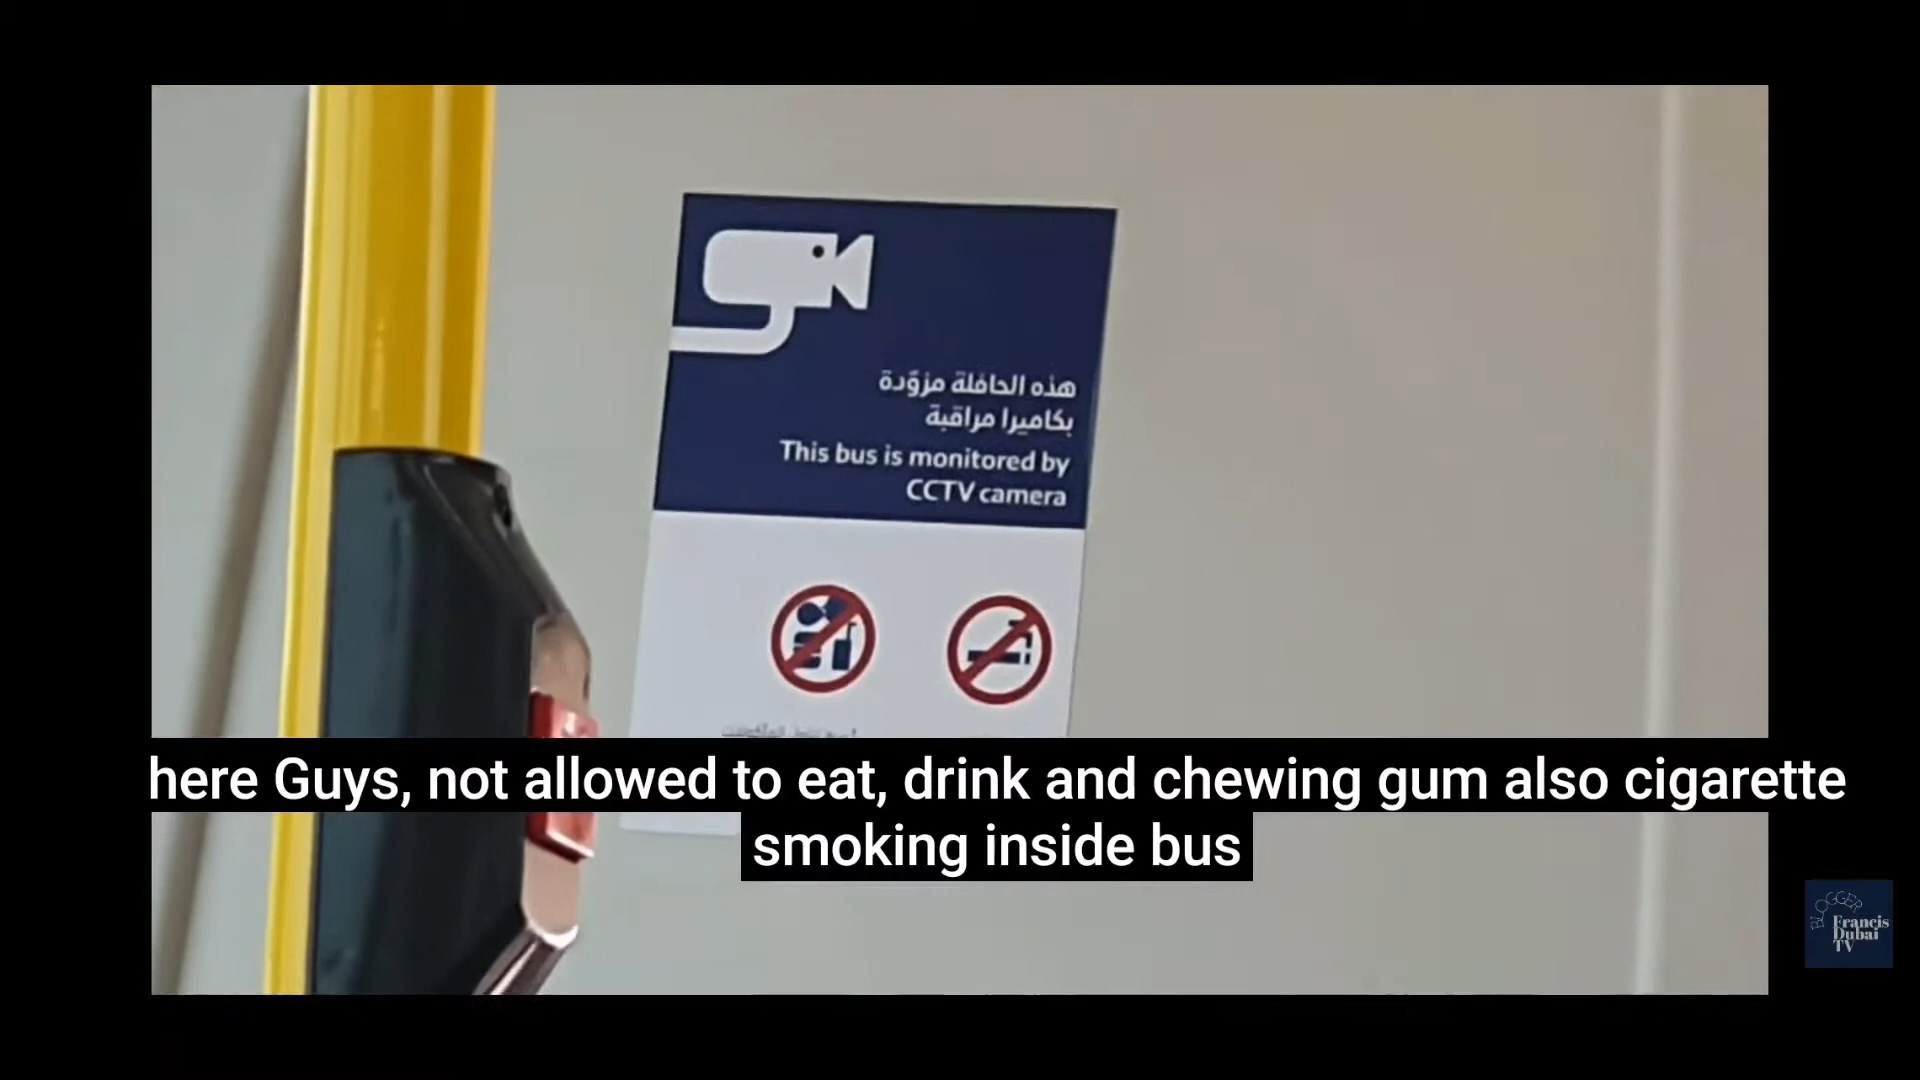 هذه الحافلة مزوّدة
بكاميرا مراقبة
This bus is monitored by
CCTV camera
here Guys, not allowed to eat, drink and chewing gum also cigarette
smoking inside bus
BLOGGER
Francis
Dubai
TV